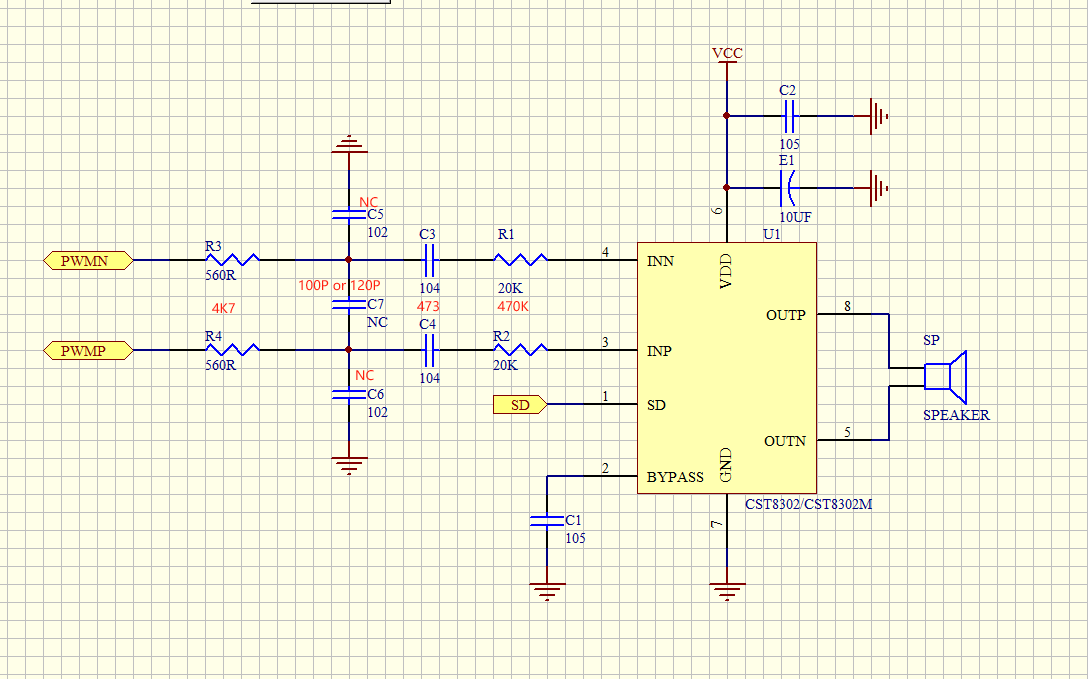 VCC
C2
105
E1
10UF
6
U1
NC
C5
102
R3
C3
R1
4
PWMN
INN
VDD
560R
100P or 120P
104
20K
4K7
C7
473
470K
8
NC
OUTP
R4
C4
R2
3
SP
PWMP
INP
560R
104
20K
NC
C6
102
SD
1
SD
SPEAKER
5
OUTN
2
BYPASS
GND
CST8302/CST8302M
C1
105
7